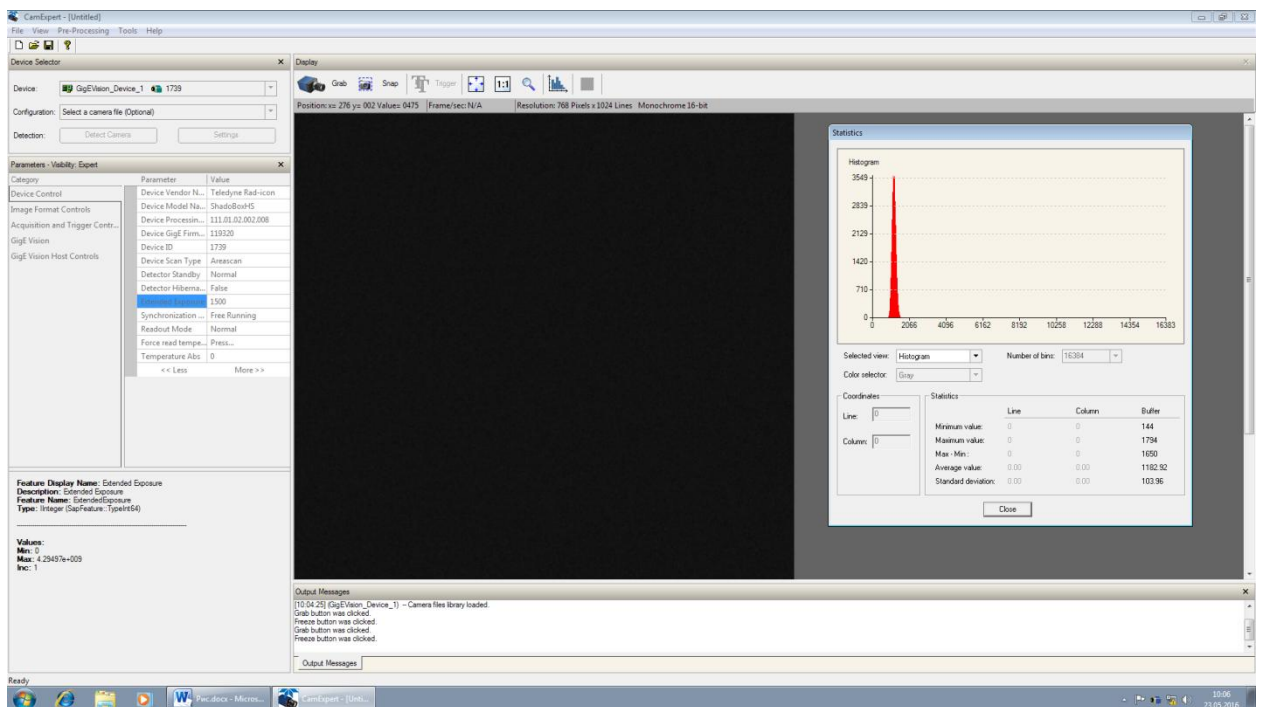 CamExpert - [Untitled]
File View Pre-Processing Tools Help
Device Selector
Device: GigEVision_Device_1 1739
Configuration: Select a camera file (Optional)
Detection: Detect Camera Settings
Parameters - Visibility: Expert
Category Parameter Value
Device Control
Image Format Controls
Acquisition and Trigger Contr...
GigE Vision
GigE Vision Host Controls
Device Vendor N... Teledyne Rad-icon
Device Model Na... ShadoBoxHS
Device Processin... 111.01.02.002.008
Device GigE Firm... 119320
Device ID 1739
Device Scan Type Areascan
Detector Standby Normal
Detector Hiberna... False
Extended Exposure 1500
Synchronization ... Free Running
Readout Mode Normal
Force read tempe... Press...
Temperature Abs 0
<< Less More >>
Feature Display Name: Extended Exposure
Description: Extended Exposure
Feature Name: ExtendedExposure
Type: IInteger (SapFeature::TypeInt64)
Values:
Min: 0
Max: 4.29497e+009
Inc: 1
Display
Grab Snap Trigger 1:1
Position: x= 276 y= 002 Value= 0475 Frame/sec: N/A Resolution: 768 Pixels x 1024 Lines Monochrome 16-bit
Statistics
Histogram
3549
2839
2129
1420
710
0
0 2066 4096 6162 8192 10258 12288 14354 16383
Selected view: Histogram Number of bins: 16384
Color selector: Gray
Coordinates
Line: 0
Column: 0
Statistics
Line Column Buffer
Minimum value: 0 0 144
Maximum value: 0 0 1794
Max - Min : 0 0 1650
Average value: 0.00 0.00 1182.92
Standard deviation: 0.00 0.00 103.96
Close
Output Messages
[10:04:25] (GigEVision_Device_1) - Camera files library loaded.
Grab button was clicked.
Freeze button was clicked.
Grab button was clicked.
Freeze button was clicked.
Output Messages
Ready
Рис.docx - Micros...
CamExpert - [Unti...
10:06
23.05.2016